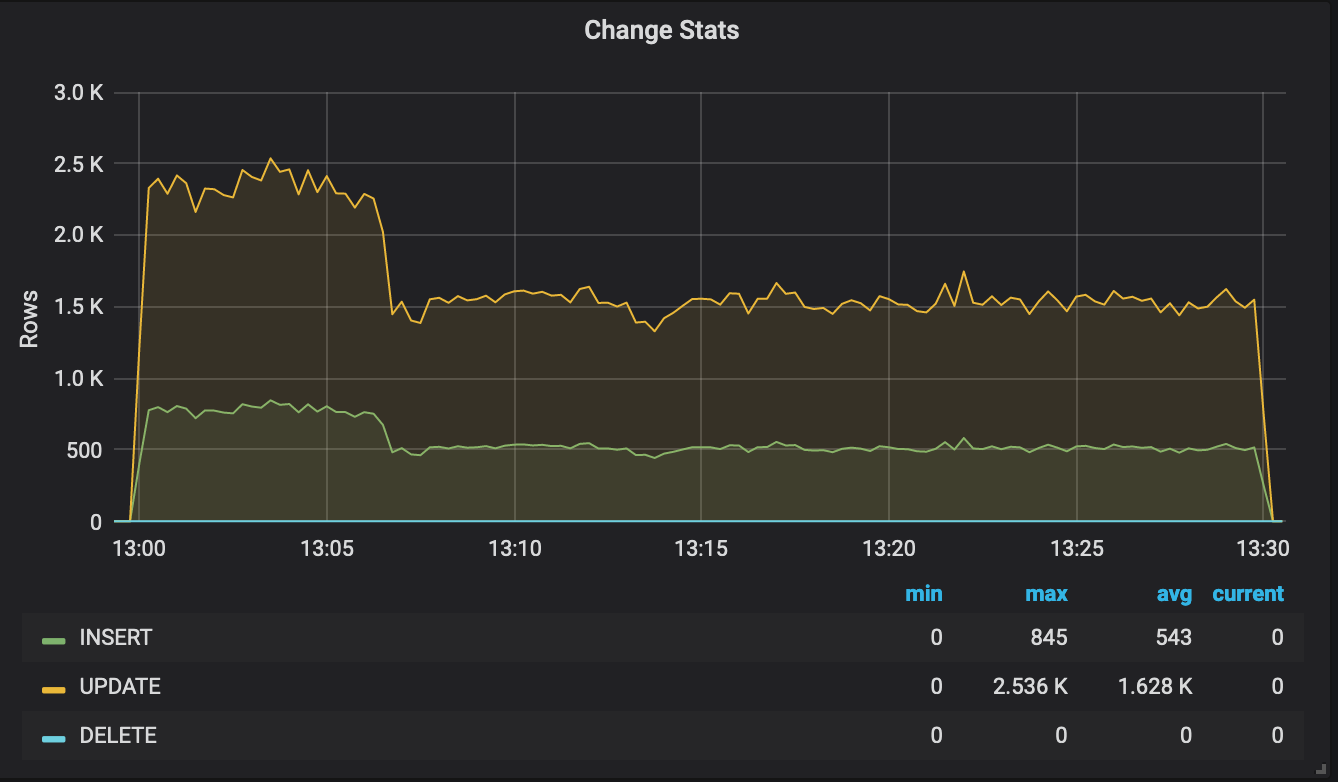 Change Stats
3.0 K
2.5 K
2.0 K
1.5 K
1.0 K
500
0
Rows
13:00 13:05 13:10 13:15 13:20 13:25 13:30
min max avg current
INSERT 0 845 543 0
UPDATE 0 2.536 K 1.628 K 0
DELETE 0 0 0 0